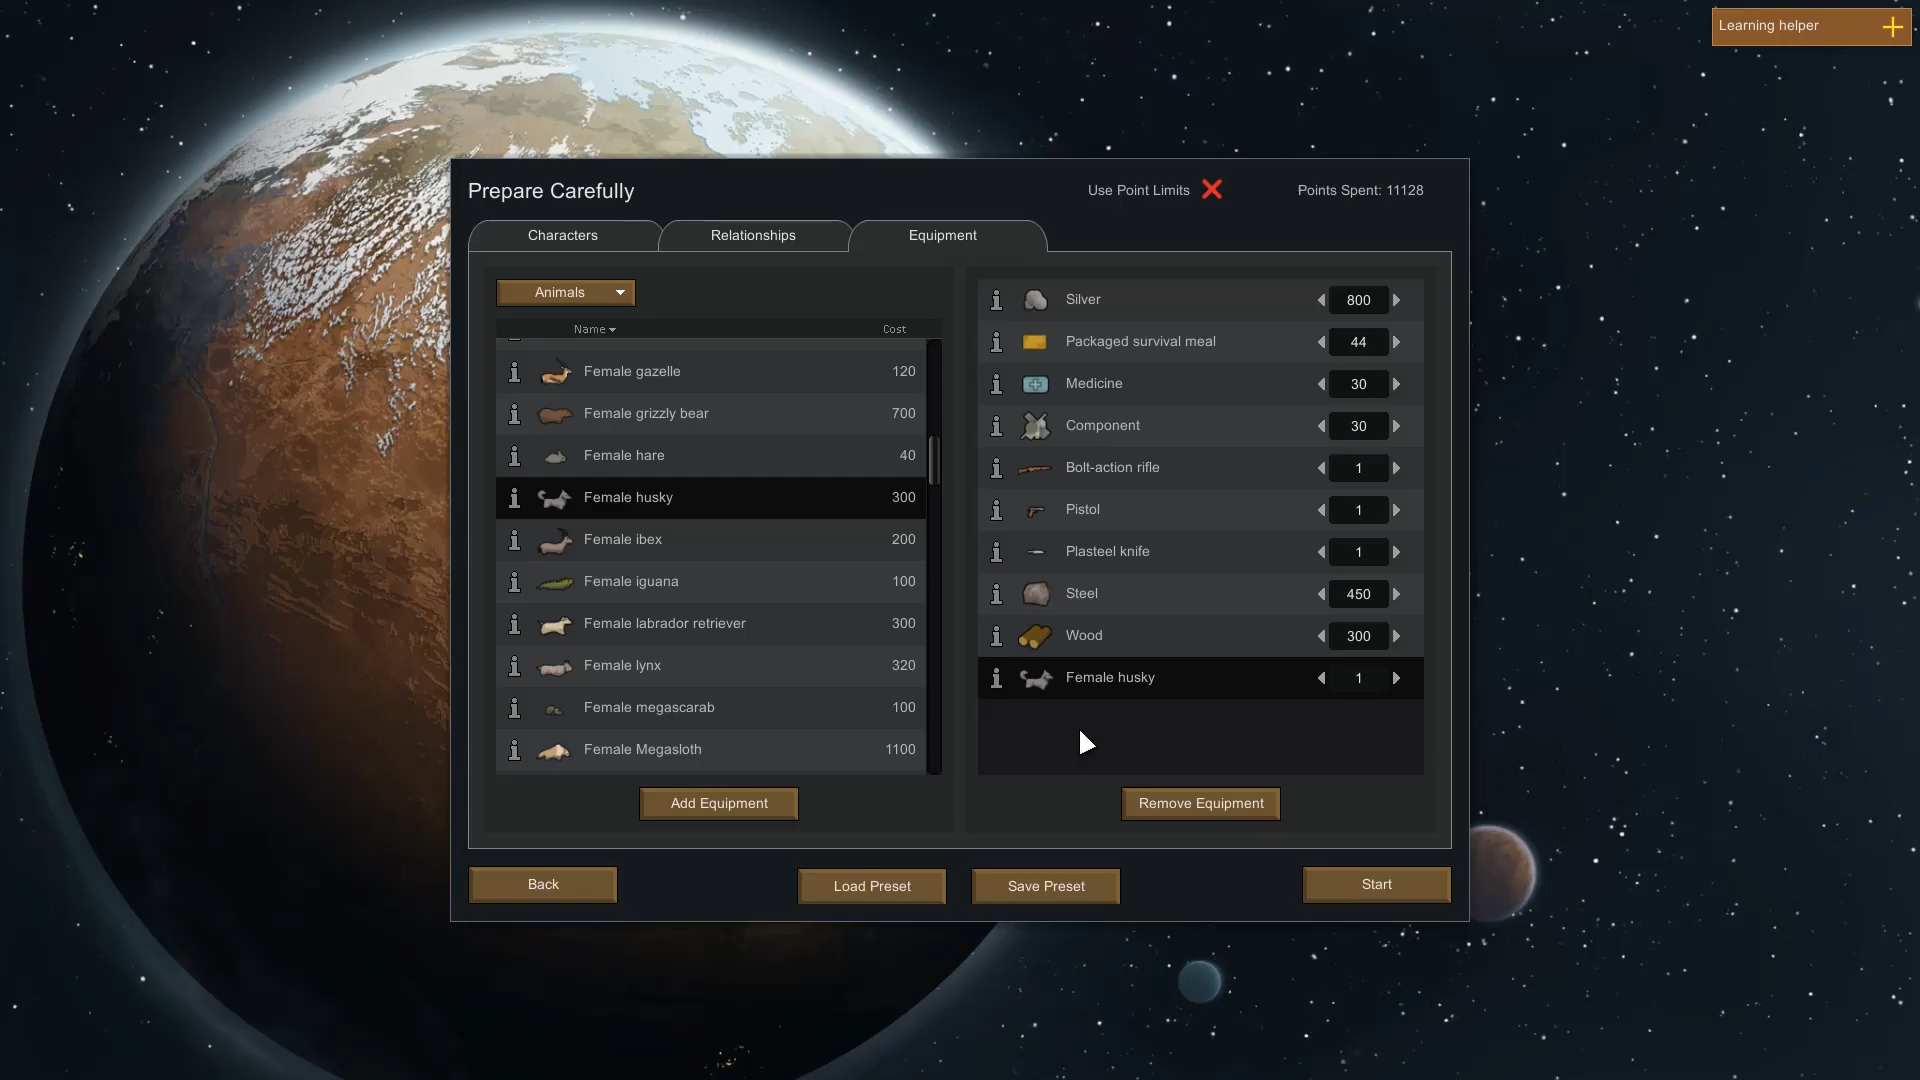 Learning helper
Prepare Carefully
Use Point Limits
Points Spent: 11128
Characters
Relationships
Equipment
Animals
Name
Cost
Female gazelle 120
Female grizzly bear 700
Female hare 40
Female husky 300
Female ibex 200
Female iguana 100
Female labrador retriever 300
Female lynx 320
Female megascarab 100
Female Megasloth 1100
Add Equipment
Silver 800
Packaged survival meal 44
Medicine 30
Component 30
Bolt-action rifle 1
Pistol 1
Plasteel knife 1
Steel 450
Wood 300
Female husky 1
Remove Equipment
Back
Load Preset
Save Preset
Start